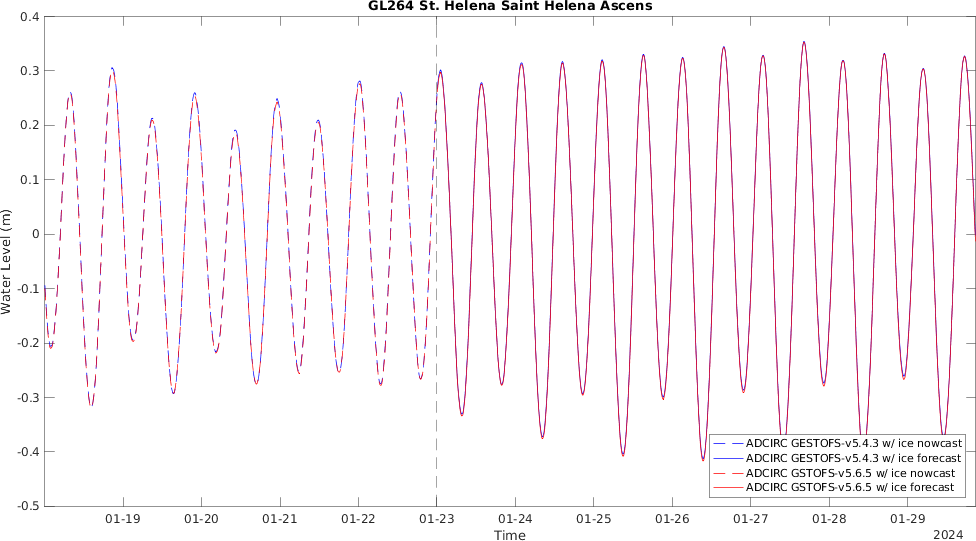 GL264 St. Helena Saint Helena Ascens
0.4
0.3
0.2
0.1
0
-0.1
-0.2
-0.3
-0.4
-0.5
Water Level (m)
ADCIRC GESTOFS-v5.4.3 w/ ice nowcast
ADCIRC GESTOFS-v5.4.3 w/ ice forecast
ADCIRC GSTOFS-v5.6.5 w/ ice nowcast
ADCIRC GSTOFS-v5.6.5 w/ ice forecast
01-19 01-20 01-21 01-22 01-23 01-24 01-25 01-26 01-27 01-28 01-29
Time
2024